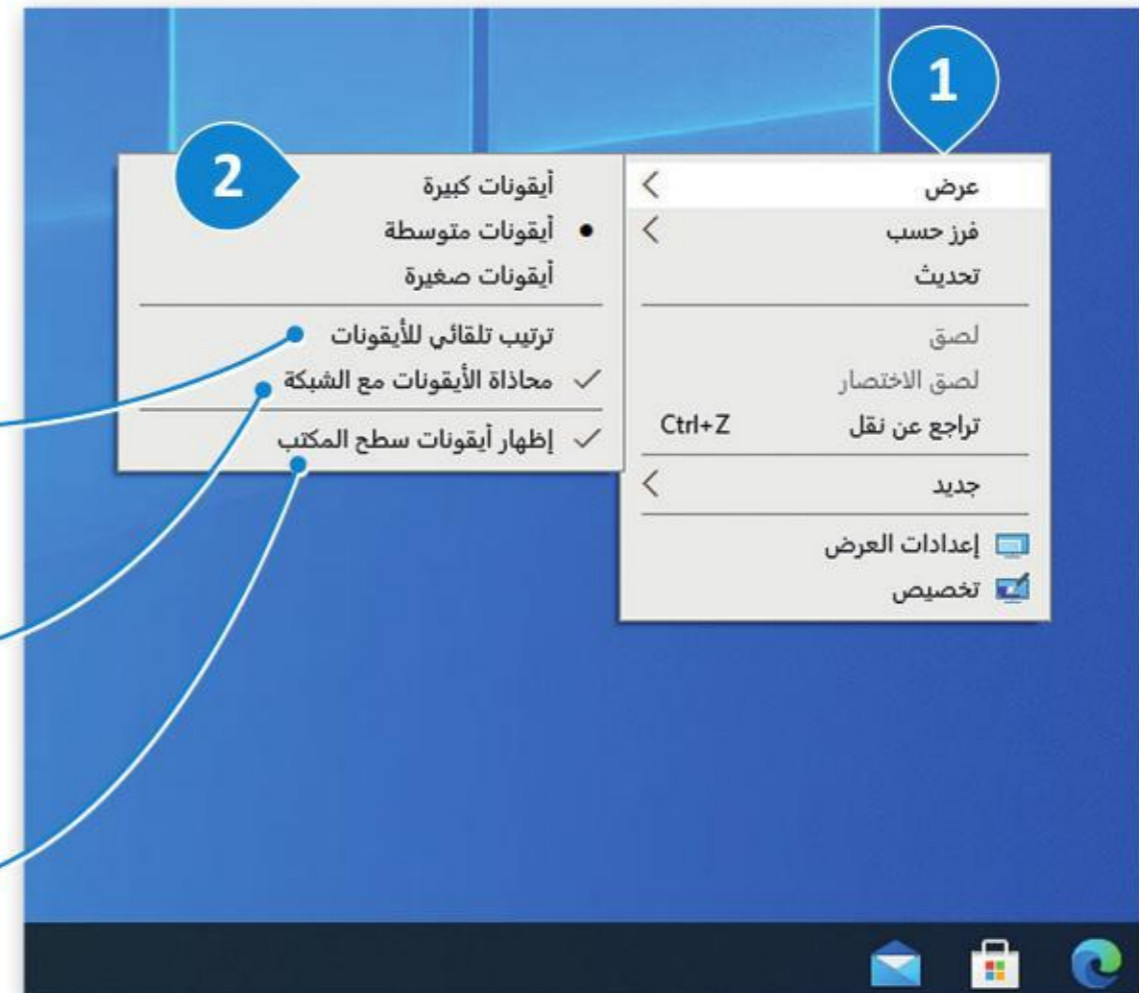 1
عرض
فرز حسب
تحديث
لصق
لصق الاختصار
تراجع عن نقل Ctrl+Z
جديد
إعدادات العرض
تخصيص
2
أيقونات كبيرة
أيقونات متوسطة
أيقونات صغيرة
ترتيب تلقائي للأيقونات
محاذاة الأيقونات مع الشبكة
إظهار أيقونات سطح المكتب